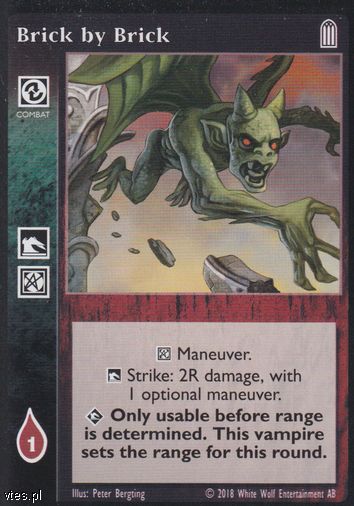 Brick by Brick
COMBAT
Maneuver.
Strike: 2R damage, with
1 optional maneuver.
Only usable before range
is determined. This vampire
sets the range for this round.
1
Illus: Peter Bergting
© 2018 White Wolf Entertainment AB
vtes.pl